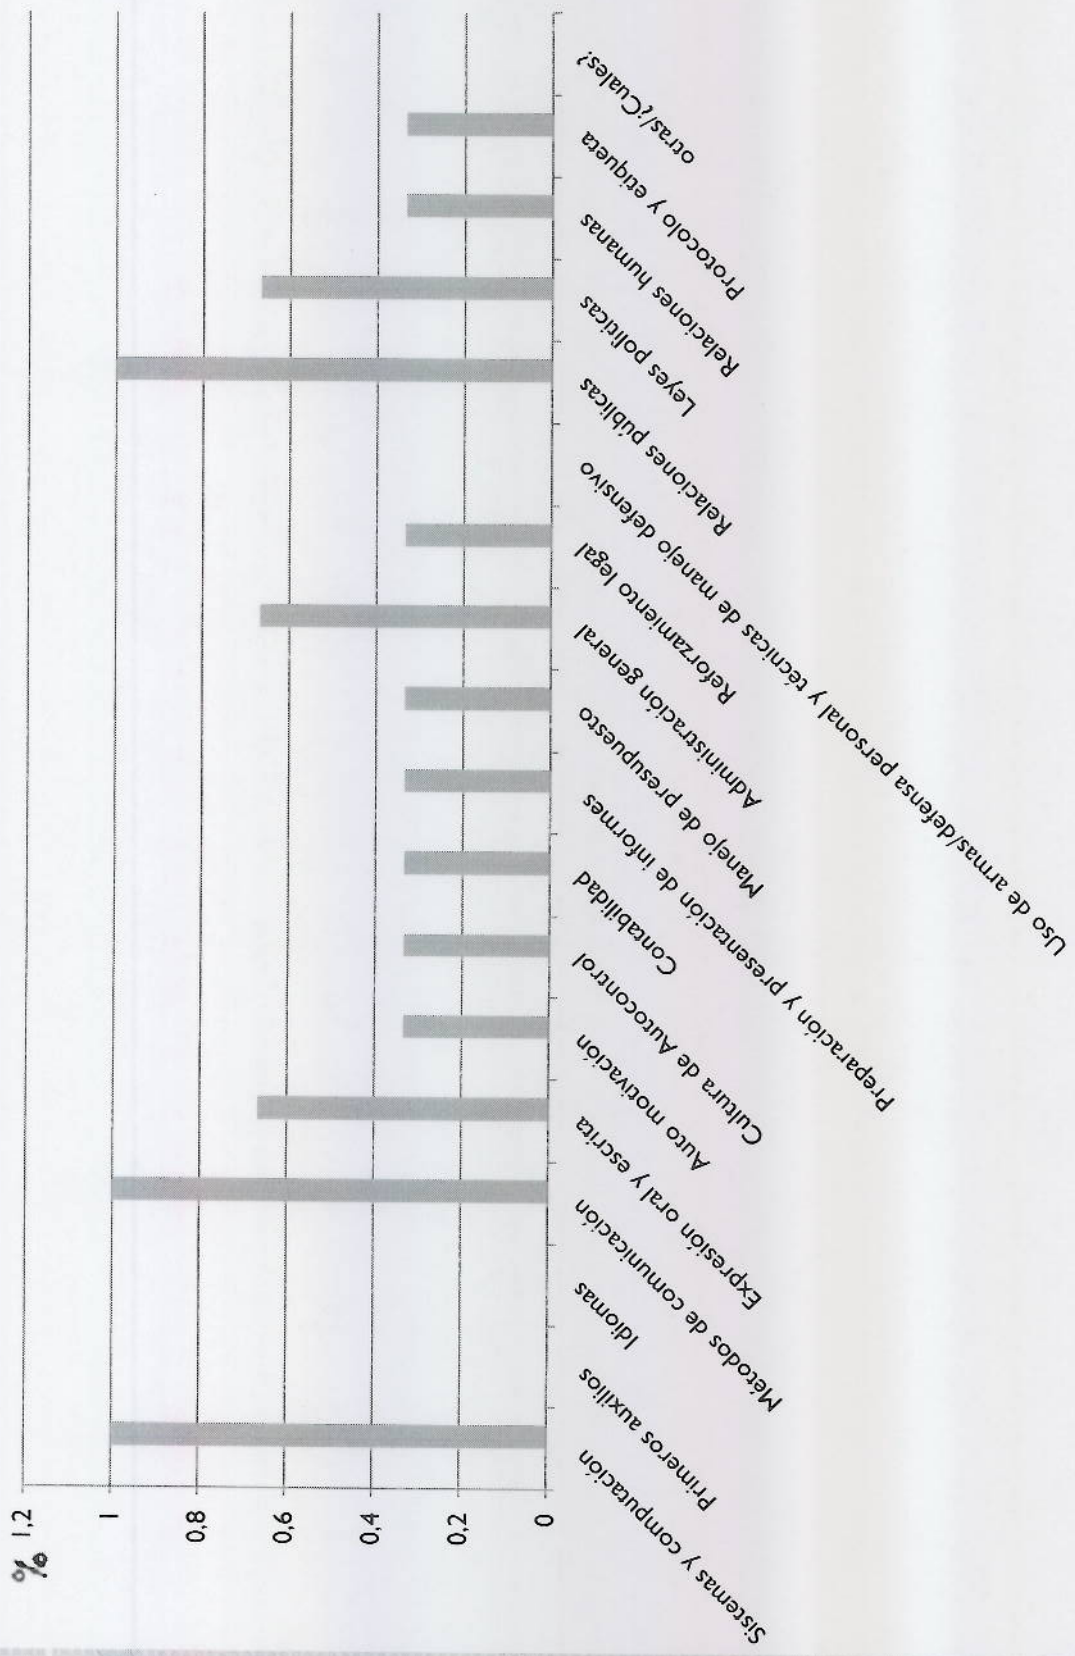 % 1,2
1
0,8
0,6
0,4
0,2
0
Sistemas y computación
Primeros auxilios
Idiomas
Métodos de comunicación
Expresión oral y escrita
Auto motivación
Cultura de Autocontrol
Contabilidad
Preparación y presentación de informes
Manejo de presupuesto
Administración general
Reforzamiento legal
Uso de armas/defensa personal y técnicas de manejo defensivo
Relaciones públicas
Leyes políticas
Relaciones humanas
Protocolo y etiqueta
otras/¿Cuales?